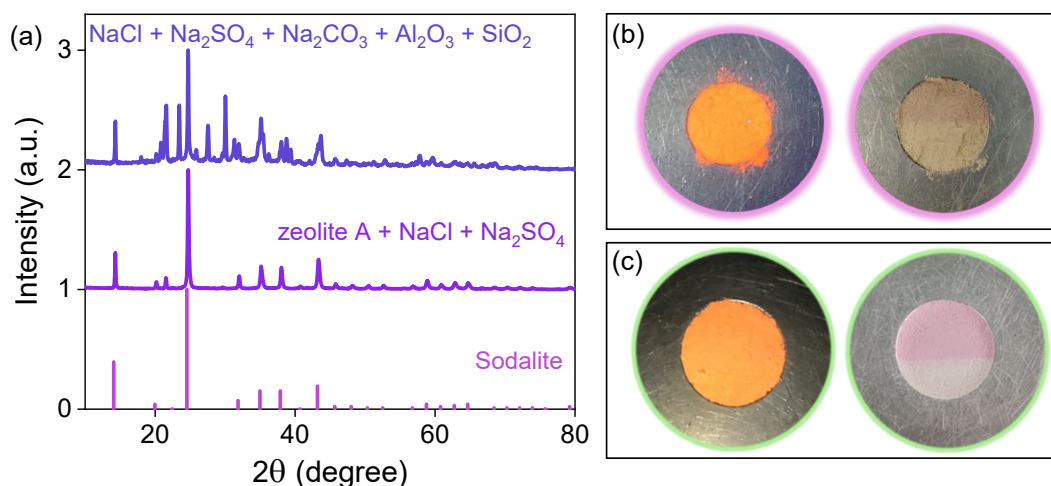 (a)
NaCl + Na₂SO₄ + Na₂CO₃ + Al₂O₃ + SiO₂
zeolite A + NaCl + Na₂SO₄
Sodalite
Intensity (a.u.)
3
2
1
0
20
40
60
80
2θ (degree)
(b)
(c)